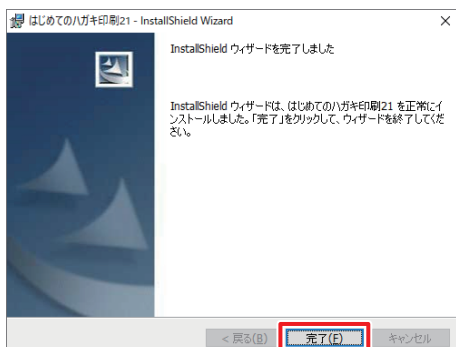 はじめてのハガキ印刷21 - InstallShield Wizard
InstallShield ウィザードを完了しました
InstallShield ウィザードは、はじめてのハガキ印刷21 を正常にイ
ンストールしました。「完了」をクリックして、ウィザードを終了してくだ
さい。
< 戻る(B)
完了(F)
キャンセル